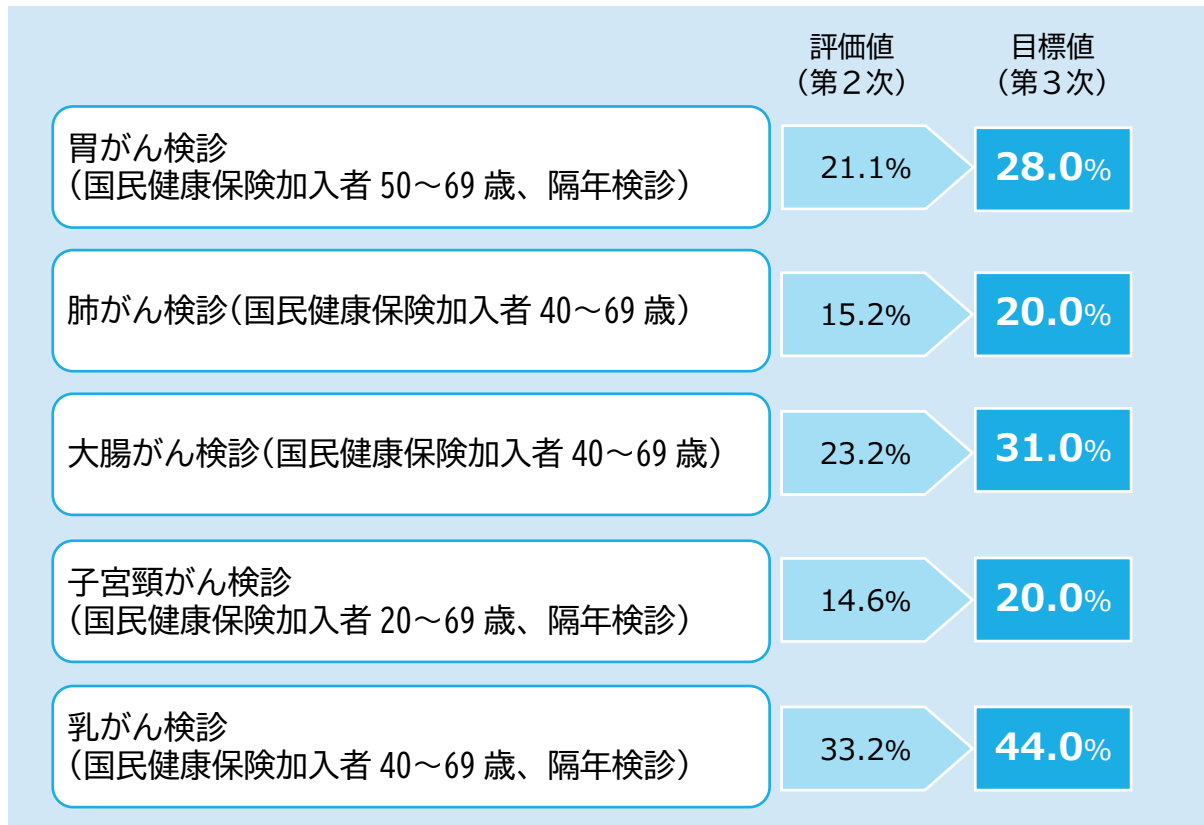 評価値 目標値
（第２次） （第３次）
胃がん検診
（国民健康保険加入者 50～69 歳、隔年検診）
21.1% 28.0%
肺がん検診（国民健康保険加入者 40～69 歳） 15.2% 20.0%
大腸がん検診（国民健康保険加入者 40～69 歳） 23.2% 31.0%
子宮頸がん検診
（国民健康保険加入者 20～69 歳、隔年検診）
14.6% 20.0%
乳がん検診
（国民健康保険加入者 40～69 歳、隔年検診）
33.2% 44.0%